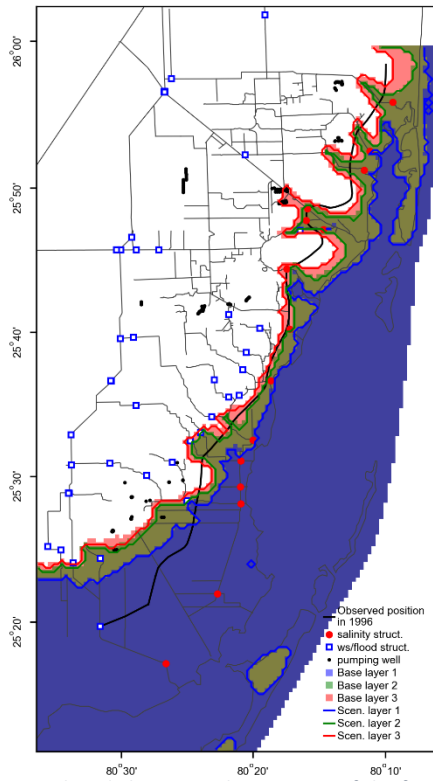 26°00'
25°50'
25°40'
25°30'
25°20'
Observed position
in 1996
salinity struct.
ws/flood struct.
pumping well
Base layer 1
Base layer 2
Base layer 3
Scen. layer 1
Scen. layer 2
Scen. layer 3
80°30' 80°20' 80°10'